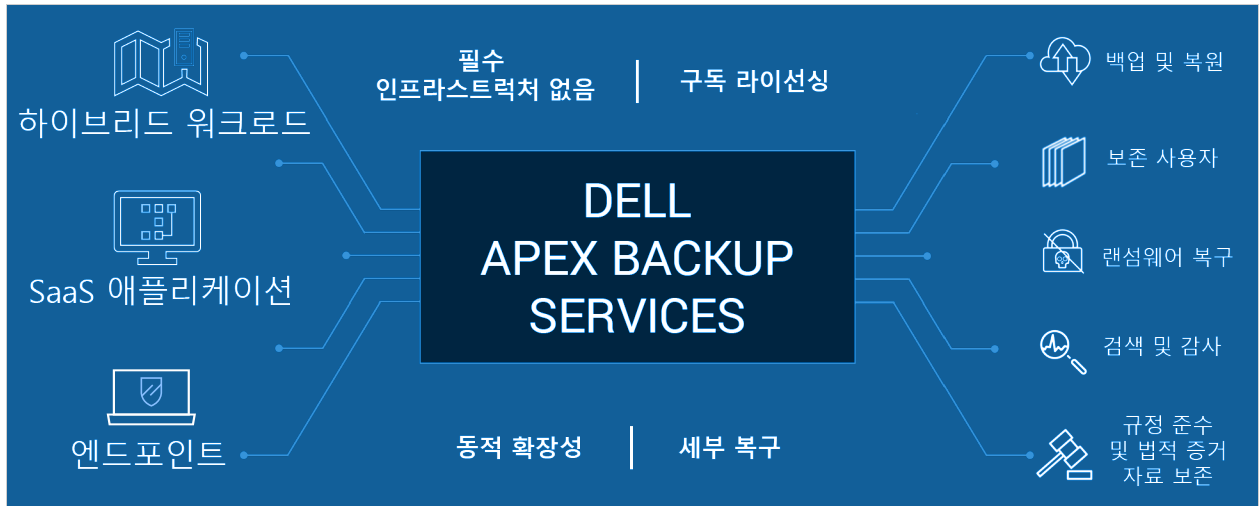 하이브리드 워크로드
SaaS 애플리케이션
엔드포인트
필수
인프라스트럭처 없음
구독 라이선싱
DELL
APEX BACKUP
SERVICES
동적 확장성
세부 복구
백업 및 복원
보존 사용자
랜섬웨어 복구
검색 및 감사
규정 준수
및 법적 증거
자료 보존